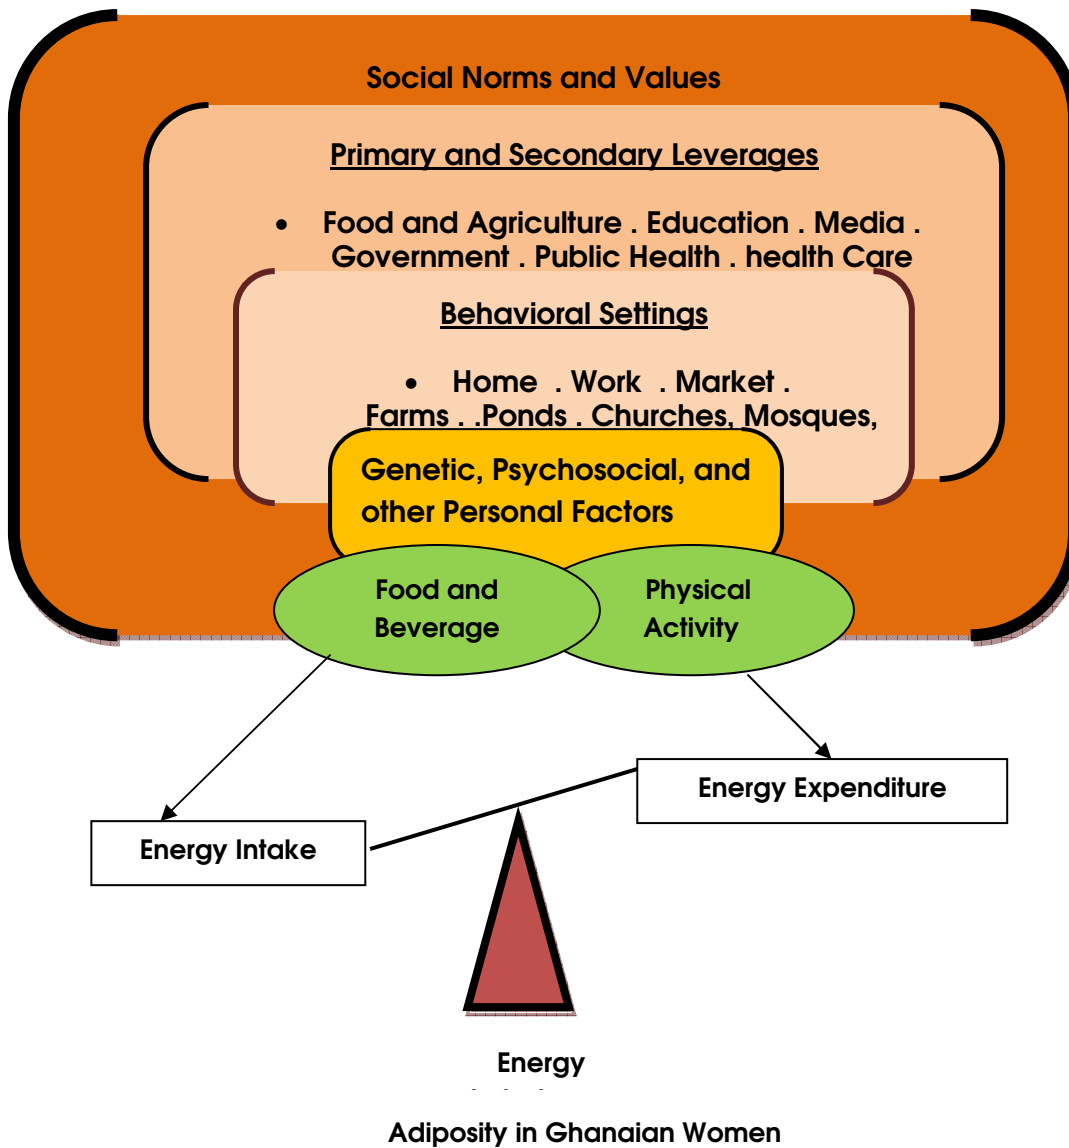 Social Norms and Values
Primary and Secondary Leverages
• Food and Agriculture . Education . Media .
Government . Public Health . health Care
Behavioral Settings
• Home . Work . Market .
Farms . .Ponds . Churches, Mosques,
Genetic, Psychosocial, and
other Personal Factors
Food and
Beverage
Physical
Activity
Energy Expenditure
Energy Intake
Energy
Adiposity in Ghanaian Women